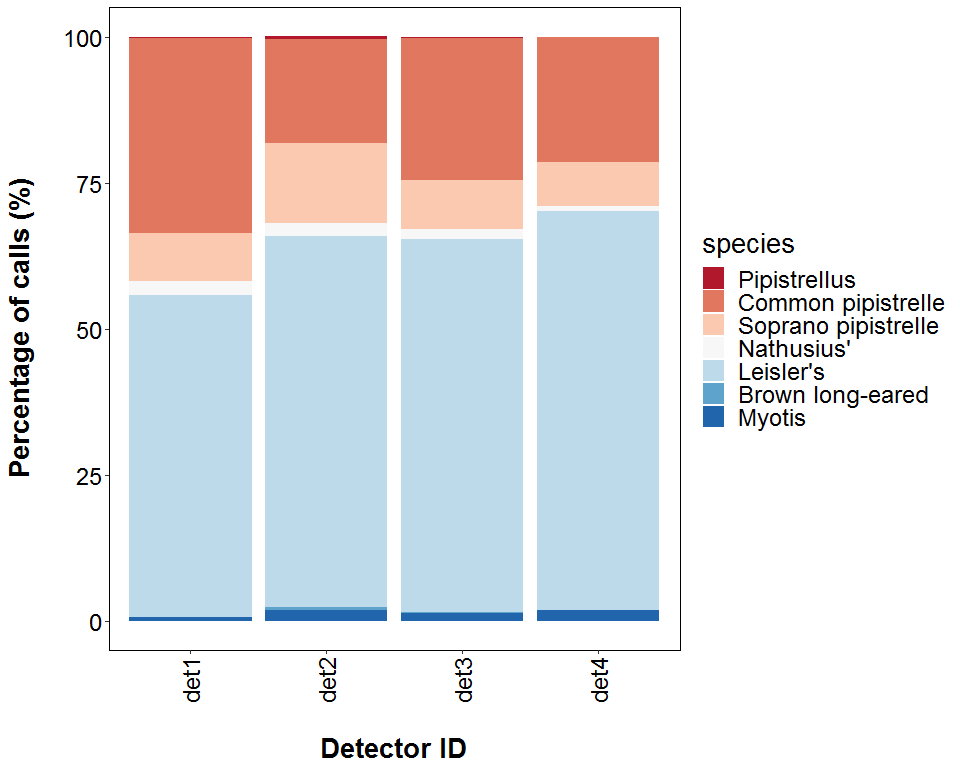 Percentage of calls (%)
100
75
50
25
0
det1
det2
det3
det4
Detector ID
species
Pipistrellus
Common pipistrelle
Soprano pipistrelle
Nathusius'
Leisler's
Brown long-eared
Myotis